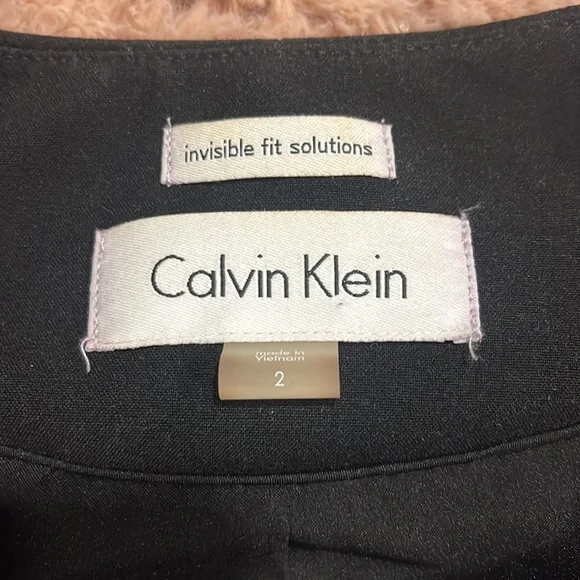 invisible fit solutions
Calvin Klein
made in
Vietnam
2